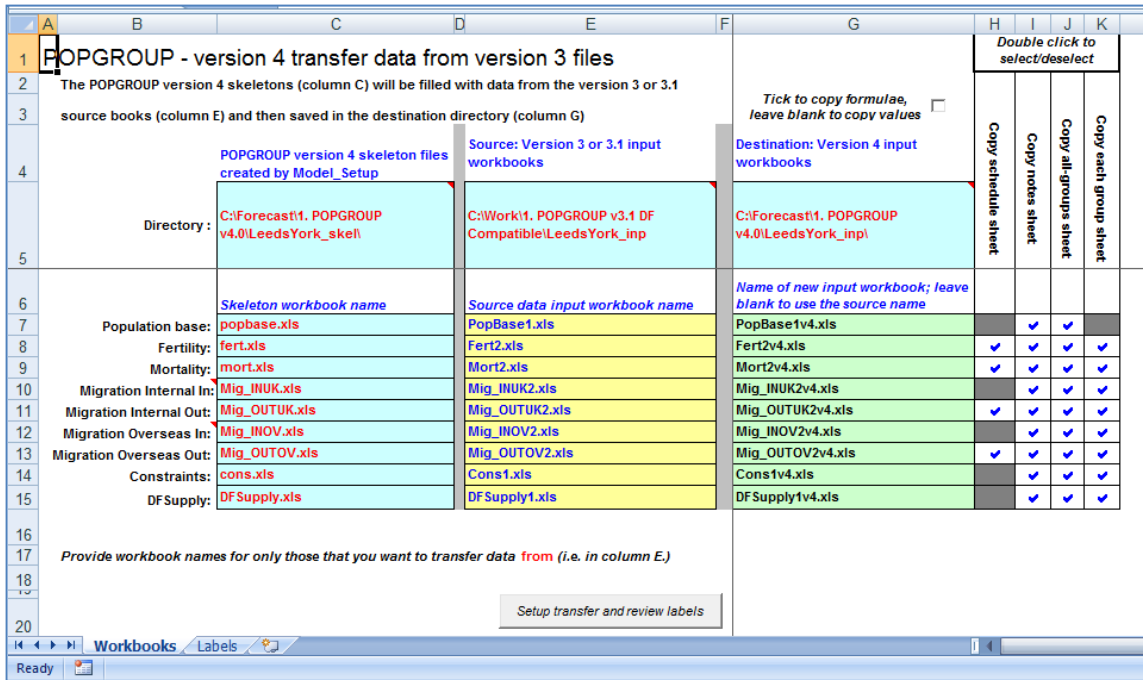 A B C D E F G H I J K
1 POPGROUP - version 4 transfer data from version 3 files
Double click to
select/deselect
2 The POPGROUP version 4 skeletons (column C) will be filled with data from the version 3 or 3.1
3 source books (column E) and then saved in the destination directory (column G)
Tick to copy formulae,
leave blank to copy values
Copy schedule sheet
Copy notes sheet
Copy all-groups sheet
Copy each group sheet
4
POPGROUP version 4 skeleton files
created by Model_Setup
Source: Version 3 or 3.1 input
workbooks
Destination: Version 4 input
workbooks
5
Directory :
C:\Forecast\1. POPGROUP
v4.0\LeedsYork_skel\
C:\Work\1. POPGROUP v3.1 DF
Compatible\LeedsYork_inp
C:\Forecast\1. POPGROUP
v4.0\LeedsYork_inp\
6
Skeleton workbook name
Source data input workbook name
Name of new input workbook; leave
blank to use the source name
7 Population base: popbase.xls PopBase1.xls PopBase1v4.xls
8 Fertility: fert.xls Fert2.xls Fert2v4.xls
9 Mortality: mort.xls Mort2.xls Mort2v4.xls
10 Migration Internal In: Mig_INUK.xls Mig_INUK2.xls Mig_INUK2v4.xls
11 Migration Internal Out: Mig_OUTUK.xls Mig_OUTUK2.xls Mig_OUTUK2v4.xls
12 Migration Overseas In: Mig_INOV.xls Mig_INOV2.xls Mig_INOV2v4.xls
13 Migration Overseas Out: Mig_OUTOV.xls Mig_OUTOV2.xls Mig_OUTOV2v4.xls
14 Constraints: cons.xls Cons1.xls Cons1v4.xls
15 DFSupply: DFSupply.xls DFSupply1.xls DFSupply1v4.xls
16
17 Provide workbook names for only those that you want to transfer data from (i.e. in column E.)
18
19
20 Setup transfer and review labels
Workbooks Labels
Ready